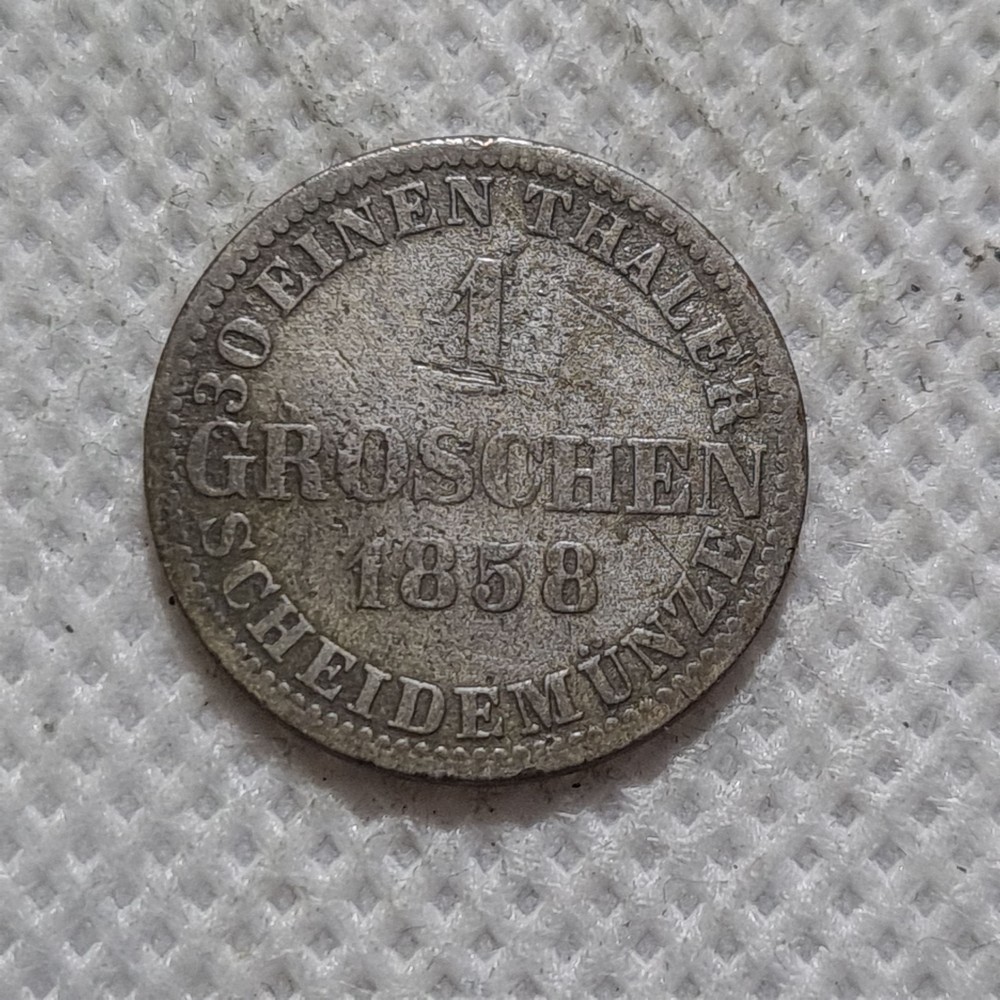 30 EINEN THALER
1
GROSCHEN
1858
SCHEIDEMÜNZE